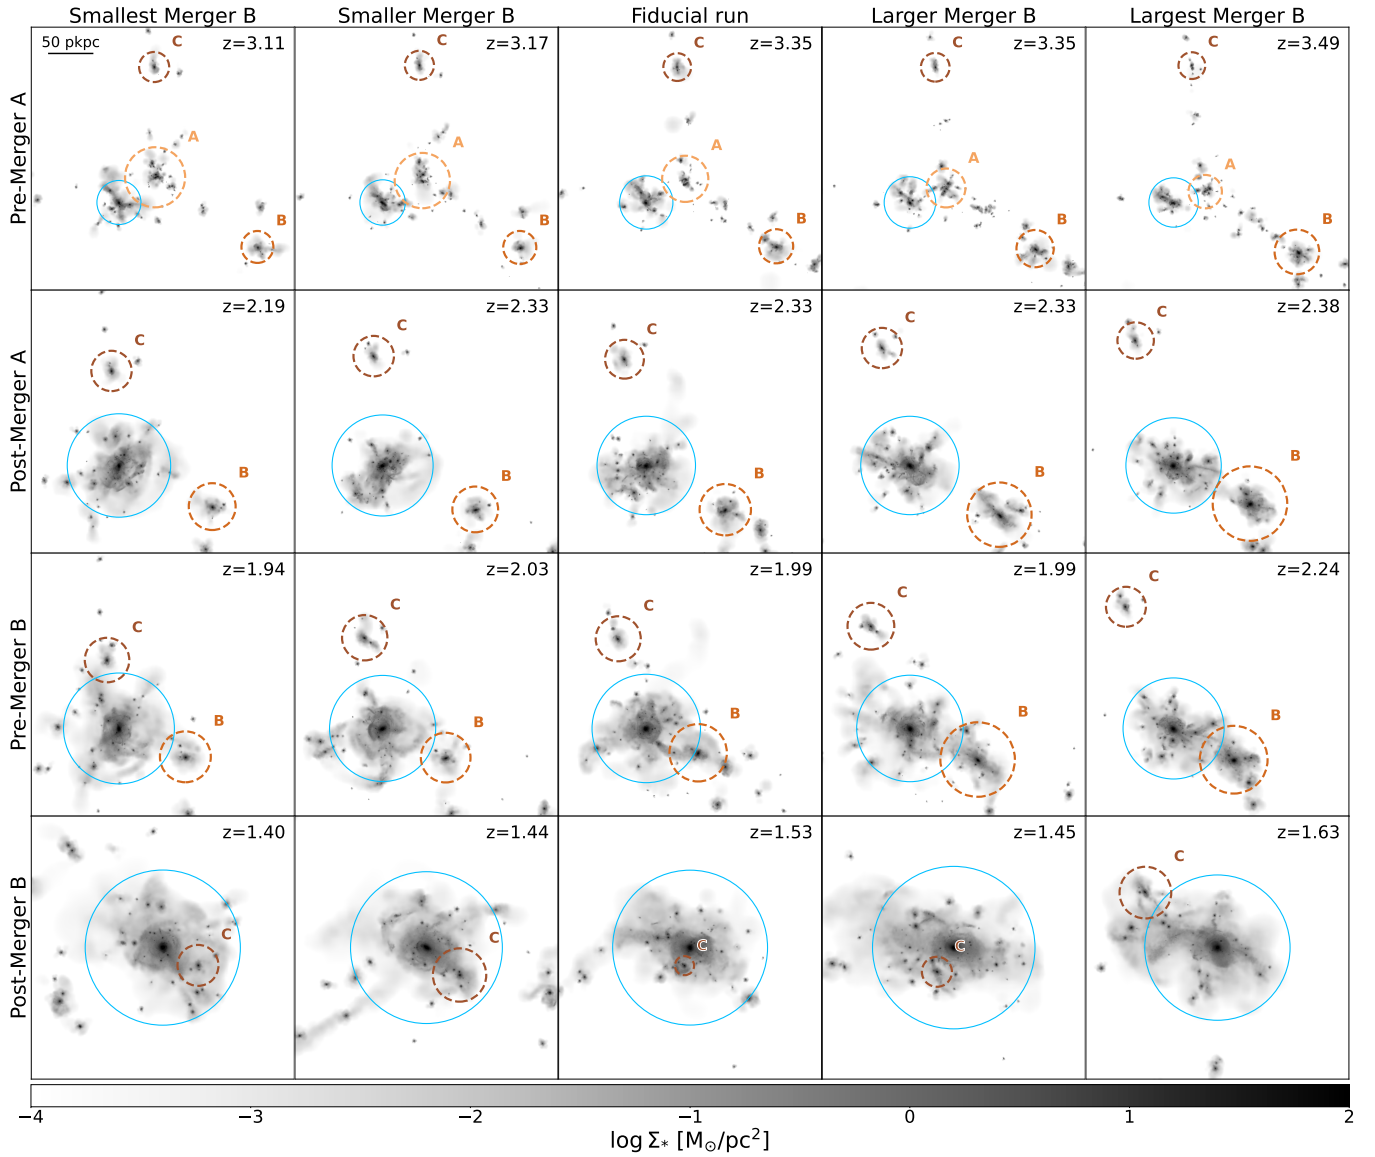 Smallest Merger B Smaller Merger B Fiducial run Larger Merger B Largest Merger B
Pre-Merger A
50 pkpc C z=3.11 C z=3.17 C z=3.35 C z=3.35 C z=3.49
A A A A A
B B B B B
Post-Merger A
z=2.19 z=2.33 z=2.33 z=2.33 z=2.38
C C C C C
B B B B B
Pre-Merger B
z=1.94 z=2.03 z=1.99 z=1.99 z=2.24
C C C C C
B B B B B
Post-Merger B
z=1.40 z=1.44 z=1.53 z=1.45 z=1.63
C C C C C
−4 −3 −2 −1 0 1 2
log Σ* [M⊙/pc²]